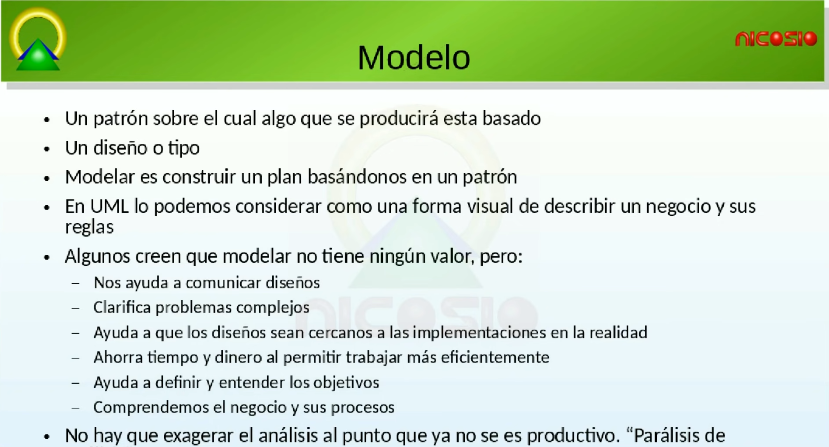 Modelo
NICOSIO
• Un patrón sobre el cual algo que se producirá esta basado
• Un diseño o tipo
• Modelar es construir un plan basándonos en un patrón
• En UML lo podemos considerar como una forma visual de describir un negocio y sus
reglas
• Algunos creen que modelar no tiene ningún valor, pero:
– Nos ayuda a comunicar diseños
– Clarifica problemas complejos
– Ayuda a que los diseños sean cercanos a las implementaciones en la realidad
– Ahorra tiempo y dinero al permitir trabajar más eficientemente
– Ayuda a definir y entender los objetivos
– Comprendemos el negocio y sus procesos
• No hay que exagerar el análisis al punto que ya no se es productivo. “Parálisis de
NICOSIO